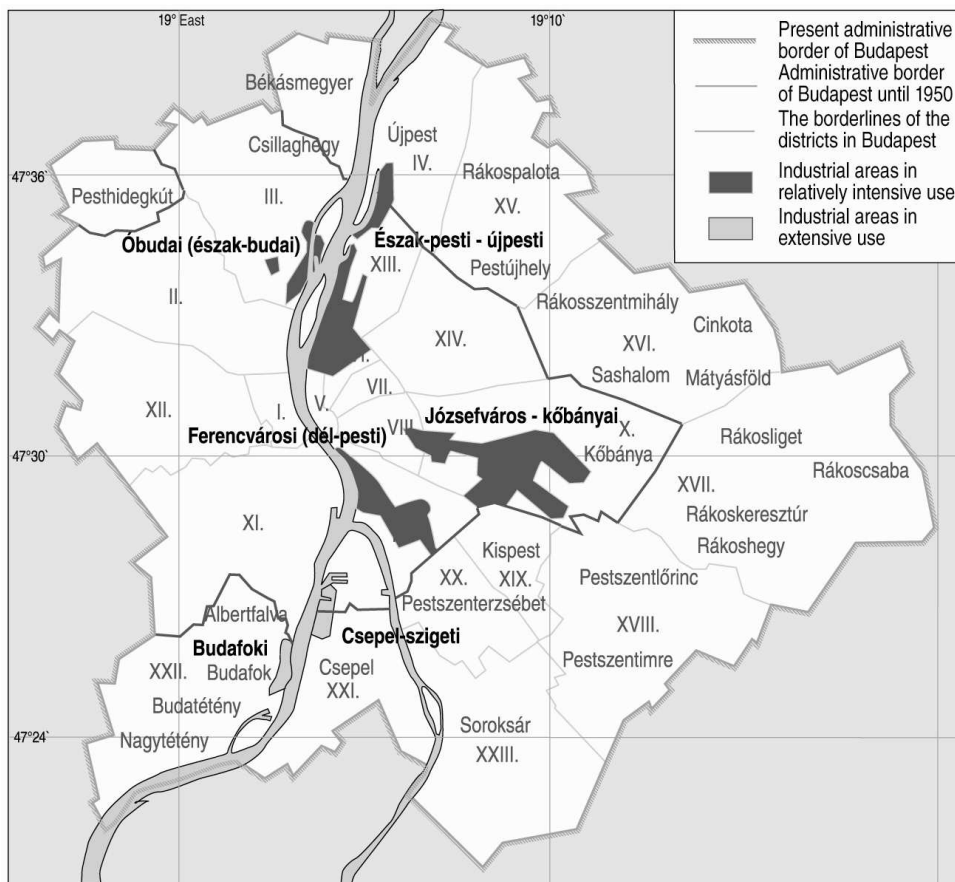 19° East
19°10`
Present administrative
border of Budapest
Administrative border
of Budapest until 1950
The borderlines of the
districts in Budapest
Industrial areas in
relatively intensive use
Industrial areas in
extensive use
Békásmegyer
Csillaghegy
Újpest
IV.
47°36`
Rákospalota
XV.
Pesthidegkút
III.
Óbudai (észak-budai)
Észak-pesti - újpesti
XIII.
Pestújhely
II.
Rákosszentmihály
Cinkota
XIV.
XVI.
Sashalom
Mátyásföld
VII.
XII.
I.
V.
Józsefváros - kőbányai
VIII.
X.
Ferencvárosi (dél-pesti)
Rákosliget
47°30`
Kőbánya
Rákoscsaba
XVII.
Rákoskeresztúr
XI.
Rákoshegy
Kispest
XX.
XIX.
Pestszentlőrinc
Pestszenterzsébet
Albertfalva
XVIII.
Budafoki
Csepel-szigeti
Pestszentimre
XXII.
Budafok
Csepel
XXI.
Budatétény
Nagytétény
Soroksár
47°24`
XXIII.